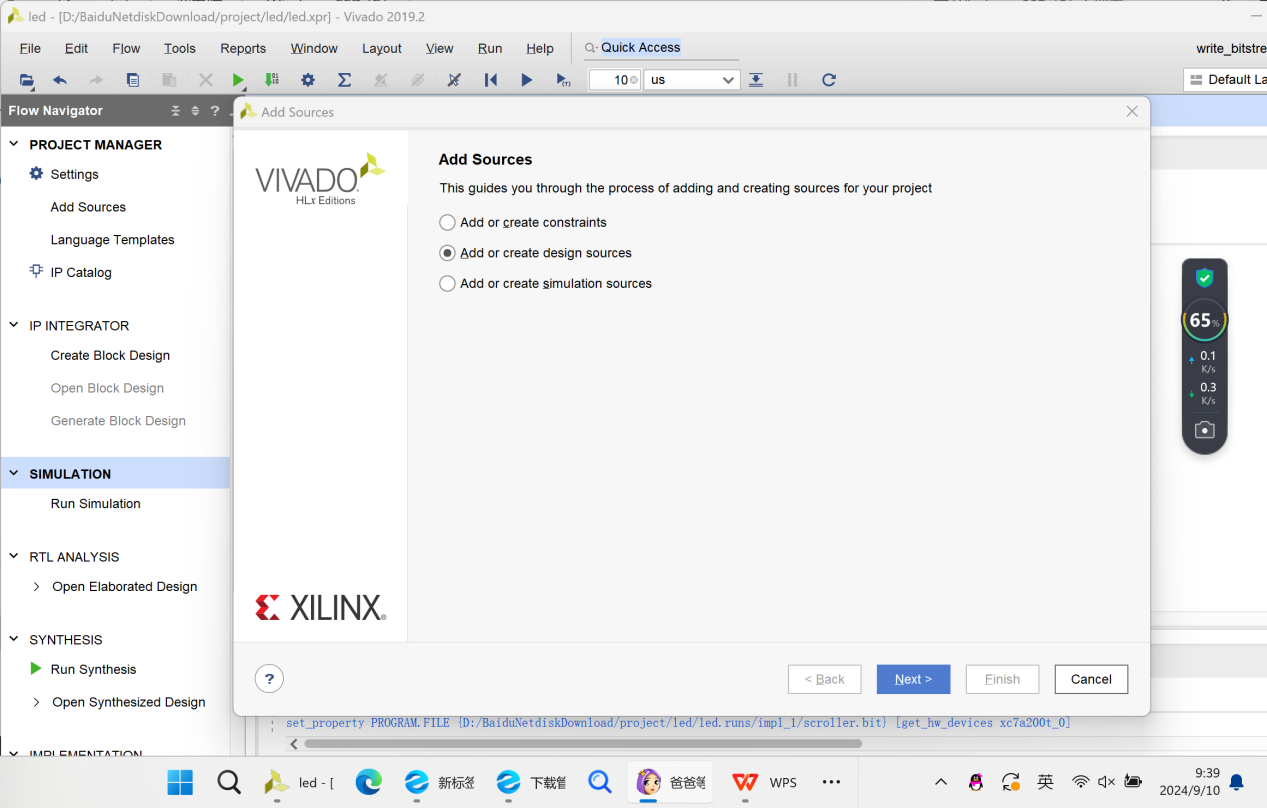 led - [D:/BaiduNetdiskDownload/project/led/led.xpr] - Vivado 2019.2
File Edit Flow Tools Reports Window Layout View Run Help Quick Access write_bitstre
10 us Default La
Flow Navigator ?
PROJECT MANAGER
Settings
Add Sources
Language Templates
IP Catalog
IP INTEGRATOR
Create Block Design
Open Block Design
Generate Block Design
SIMULATION
Run Simulation
RTL ANALYSIS
Open Elaborated Design
SYNTHESIS
Run Synthesis
Open Synthesized Design
IMPLEMENTATION
Add Sources
VIVADO
HLx Editions
Add Sources
This guides you through the process of adding and creating sources for your project
Add or create constraints
Add or create design sources
Add or create simulation sources
XILINX
? < Back Next > Finish Cancel
65%
0.1
K/s
0.3
K/s
set_property PROGRAM.FILE {D:/BaiduNetdiskDownload/project/led/led.runs/impl_1/scroller.bit} [get_hw_devices xc7a200t_0]
led - [ 新标签 下载管 爸爸笔 WPS 英 9:39
2024/9/10